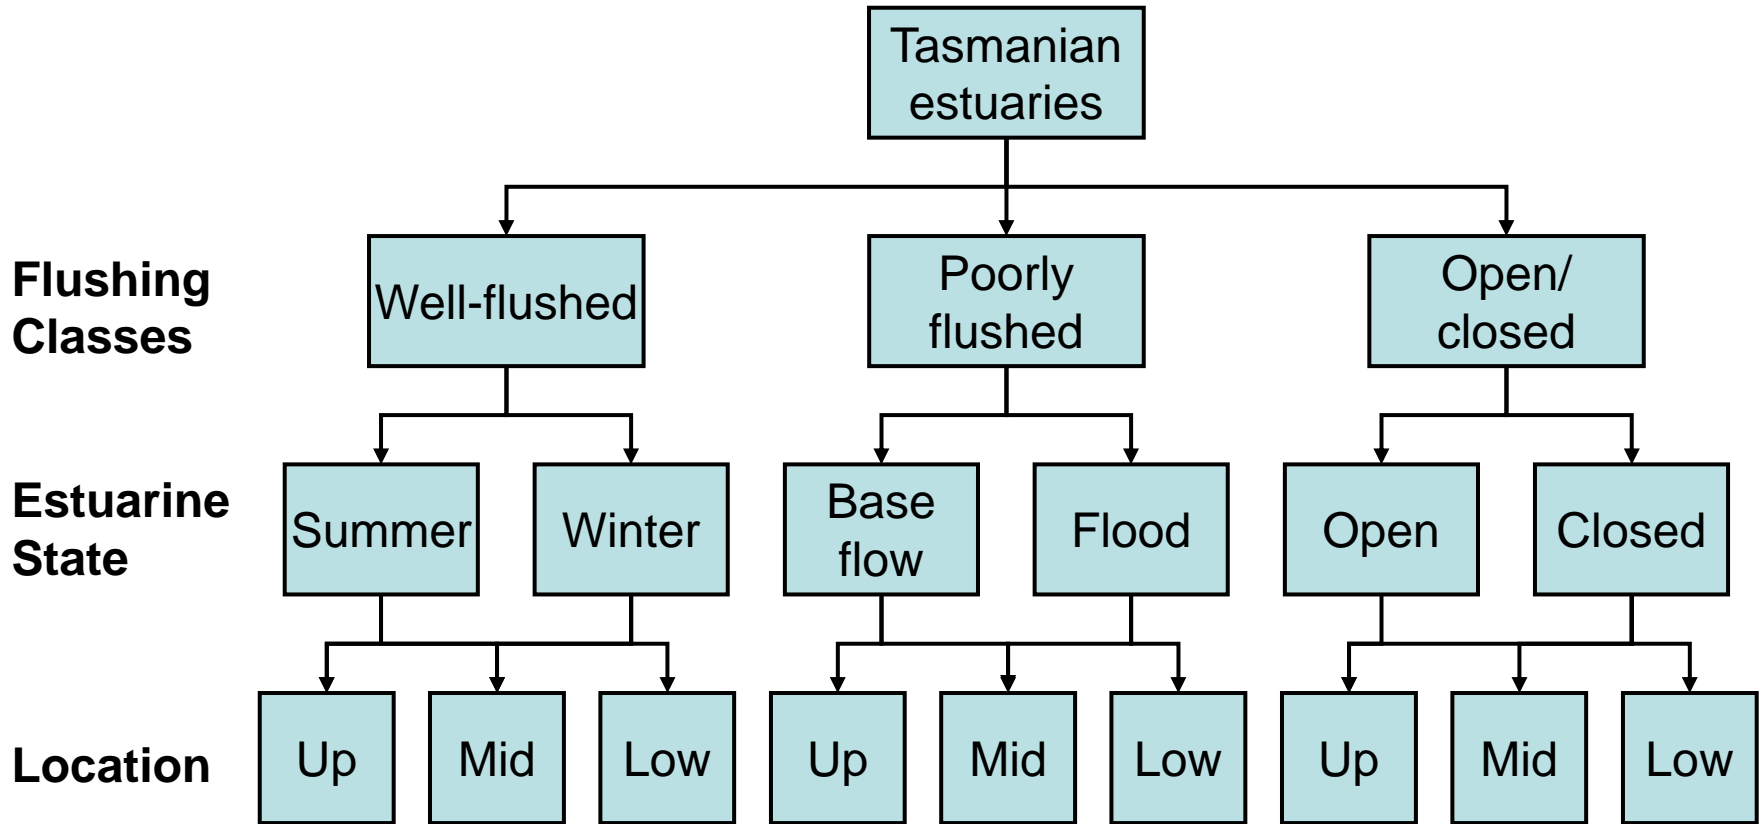 Tasmanian
estuaries
Flushing
Classes
Well-flushed
Poorly
flushed
Open/
closed
Estuarine
State
Summer
Winter
Base
flow
Flood
Open
Closed
Location
Up
Mid
Low
Up
Mid
Low
Up
Mid
Low